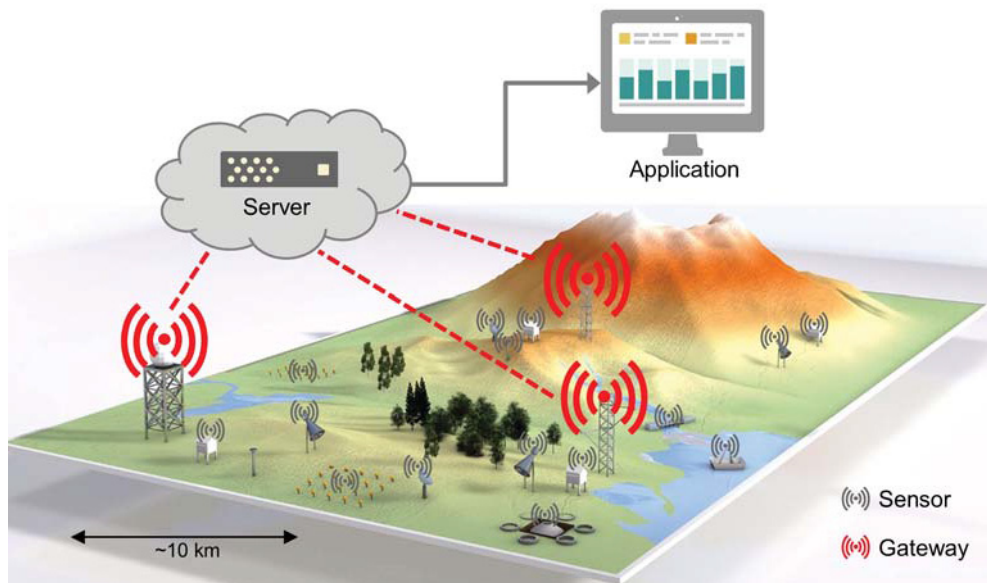 Application
Server
Sensor
Gateway
~10 km